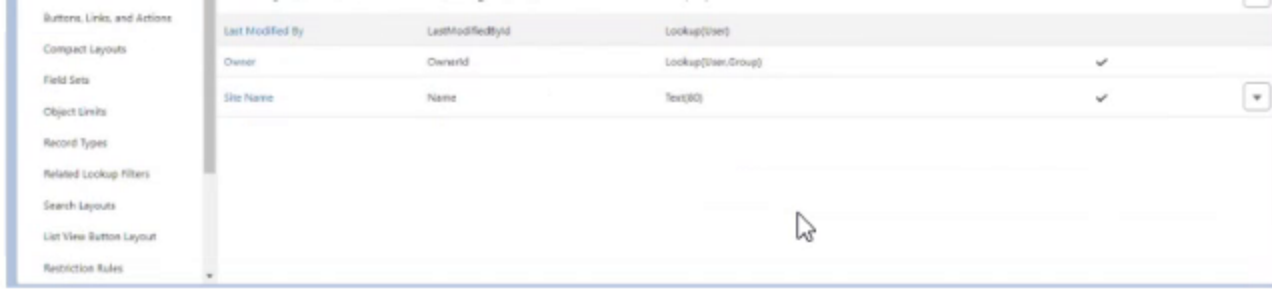 Buttons, Links, and Actions
Last Modified By LastModifiedById Lookup(User)
Compact Layouts
Owner OwnerId Lookup(User,Group)
Field Sets
Site Name Name Text(80)
Object Limits
Record Types
Related Lookup Filters
Search Layouts
List View Button Layout
Restriction Rules